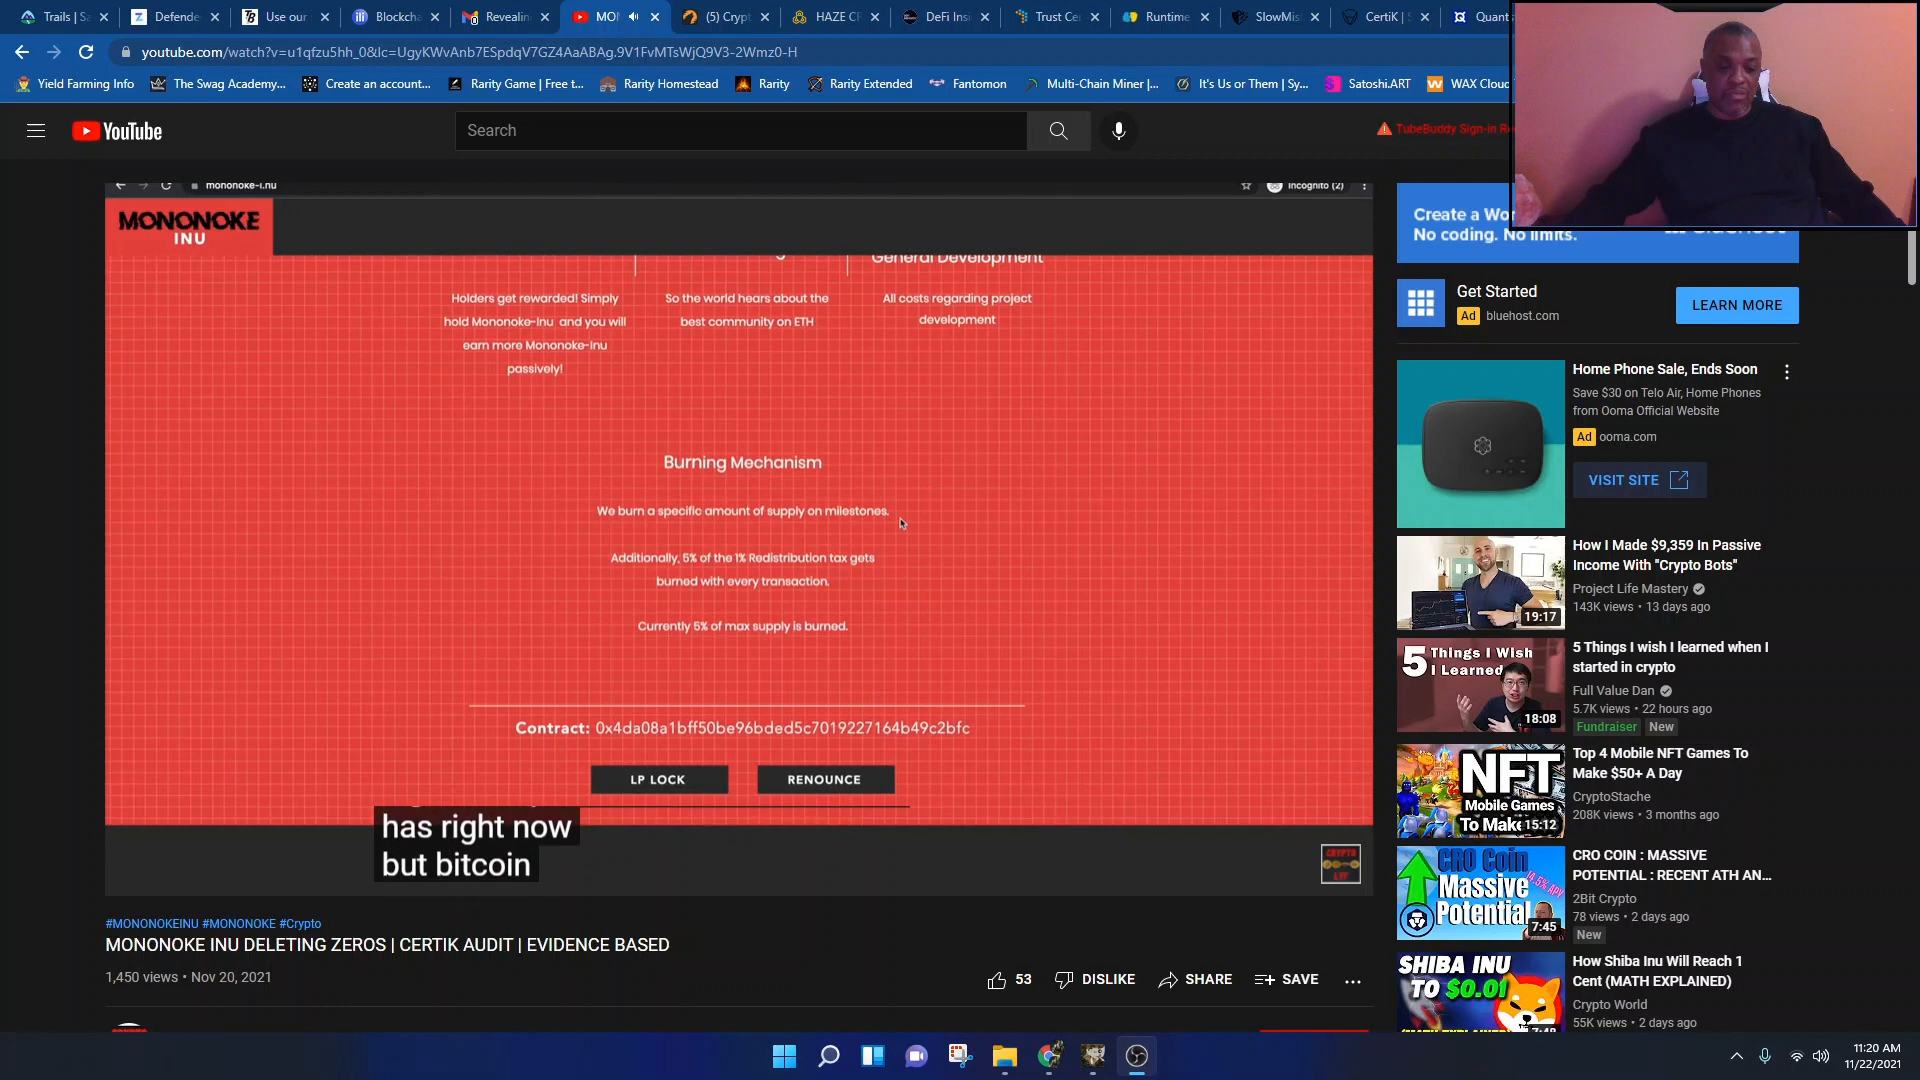 Trails | S
Defende
Use our
Blockcha
Revealin
MO
(5) Crypt
HAZE C
DeFi Ins
Trust Ce
Runtime
SlowMis
CertiK |
Quant
youtube.com/watch?v=u1qfzu5hh_0&lc=UgyKWvAnb7ESpdqV7GZ4AaABAg.9V1FvMTsWjQ9V3-2Wmz0-H
Yield Farming Info
The Swag Academy...
Create an account...
Rarity Game | Free t...
Rarity Homestead
Rarity
Rarity Extended
Fantomon
Multi-Chain Miner |...
It's Us or Them | Sy...
Satoshi.ART
WAX Cloud
YouTube
Search
TubeBuddy Sign-in Re
mononoke-i.nu
Incognito (2)
MONONOKE
INU
General Development
Holders get rewarded! Simply
hold Mononoke-Inu and you will
earn more Mononoke-Inu
passively!
So the world hears about the
best community on ETH
All costs regarding project
development
Burning Mechanism
We burn a specific amount of supply on milestones.
Additionally, 5% of the 1% Redistribution tax gets
burned with every transaction.
Currently 5% of max supply is burned.
Contract: 0x4da08a1bff50be96bded5c7019227164b49c2bfc
LP LOCK
RENOUNCE
has right now
but bitcoin
CRYPTO
LYF
#MONONOKEINU #MONONOKE #Crypto
MONONOKE INU DELETING ZEROS | CERTIK AUDIT | EVIDENCE BASED
1,450 views • Nov 20, 2021
53
DISLIKE
SHARE
SAVE
Create a Wor
No coding. No limits.
Get Started
Ad bluehost.com
LEARN MORE
Home Phone Sale, Ends Soon
Save $30 on Telo Air, Home Phones
from Ooma Official Website
Ad ooma.com
VISIT SITE
19:17
How I Made $9,359 In Passive
Income With "Crypto Bots"
Project Life Mastery
143K views • 13 days ago
5 Things I Wish
I Learned
18:08
5 Things I wish I learned when I
started in crypto
Full Value Dan
5.7K views • 22 hours ago
Fundraiser New
NFT
Mobile Games
To Make
15:12
Top 4 Mobile NFT Games To
Make $50+ A Day
CryptoStache
208K views • 3 months ago
CRO COIN
Massive
Potential
14.5% APY
7:45
CRO COIN : MASSIVE
POTENTIAL : RECENT ATH AN...
2Bit Crypto
78 views • 2 days ago
New
SHIBA INU
TO $0.01
How Shiba Inu Will Reach 1
Cent (MATH EXPLAINED)
Crypto World
55K views • 2 days ago
11:20 AM
11/22/2021